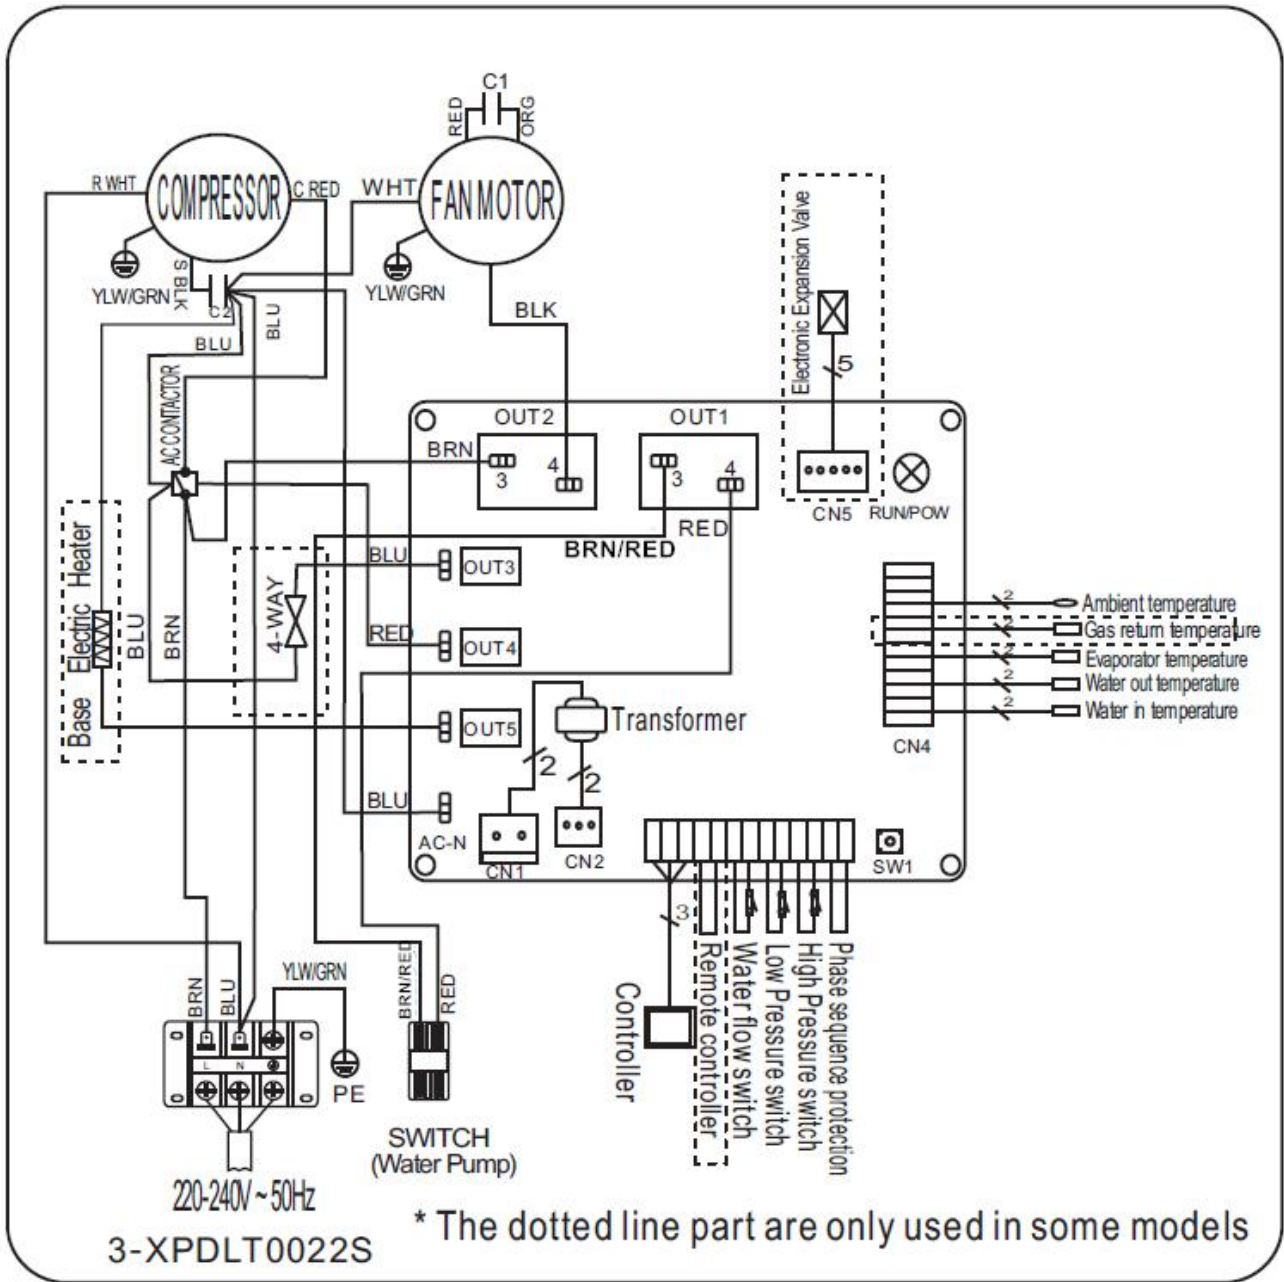 C1
RED
ORG
R WHT
COMPRESSOR
C RED
WHT
FAN MOTOR
YLW/GRN
S BLK
C2
BLU
BLU
YLW/GRN
BLK
Electronic Expansion Valve
5
CN5
RUN/POW
AC CONTACTOR
OUT2
OUT1
BRN
3
4
3
4
RED
BRN/RED
BLU
OUT3
4-WAY
RED
OUT4
Base Electric Heater
BLU
BRN
OUT5
Transformer
2
2
BLU
AC-N
CN1
CN2
2
Ambient temperature
2
Gas return temperature
2
Evaporator temperature
2
Water out temperature
2
Water in temperature
CN4
SW1
3
Controller
Remote controller
Water flow switch
Low Pressure switch
High Pressure switch
Phase sequence protection
BRN
BLU
YLW/GRN
L
N
PE
BRN/RED
RED
SWITCH
(Water Pump)
220-240V ~ 50Hz
3-XPDLT0022S
* The dotted line part are only used in some models